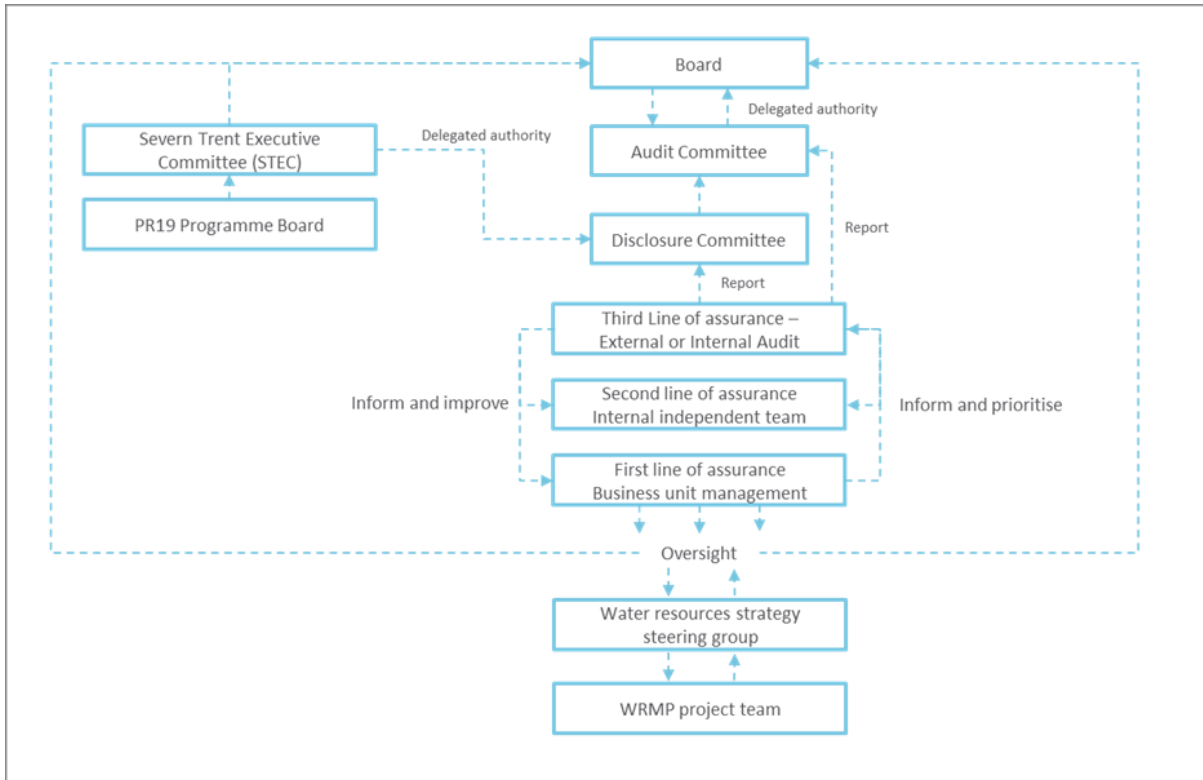 Board
Delegated authority
Severn Trent Executive
Committee (STEC)
Delegated authority
Audit Committee
PR19 Programme Board
Disclosure Committee
Report
Report
Third Line of assurance –
External or Internal Audit
Inform and improve
Second line of assurance
Internal independent team
Inform and prioritise
First line of assurance
Business unit management
Oversight
Water resources strategy
steering group
WRMP project team